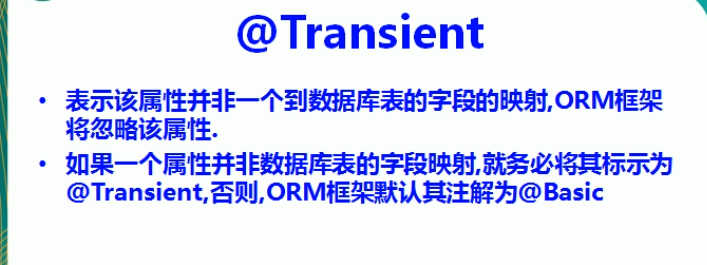 @Transient
• 表示该属性并非一个到数据库表的字段的映射,ORM框架
将忽略该属性.
• 如果一个属性并非数据库表的字段映射,就务必将其标示为
@Transient,否则,ORM框架默认其注解为@Basic